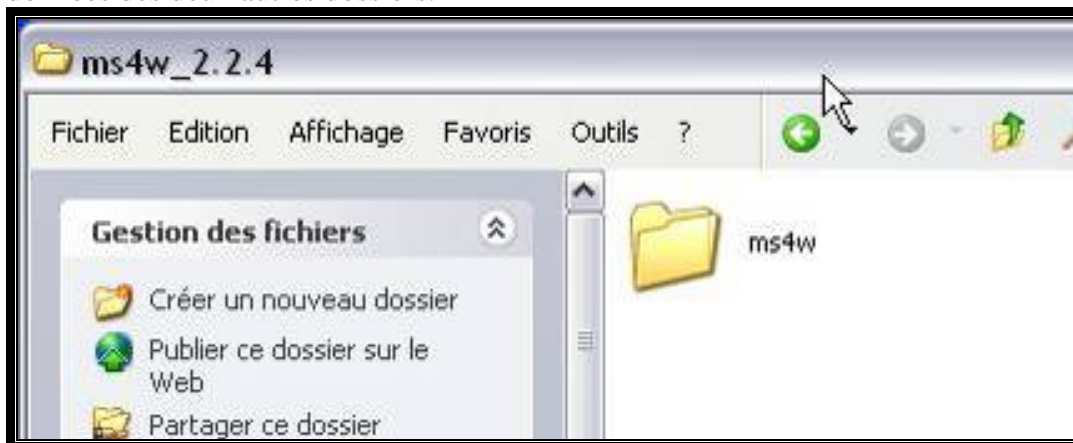 ms4w_2.2.4
Fichier Edition Affichage Favoris Outils ?
Gestion des fichiers
ms4w
Créer un nouveau dossier
Publier ce dossier sur le
Web
Partager ce dossier